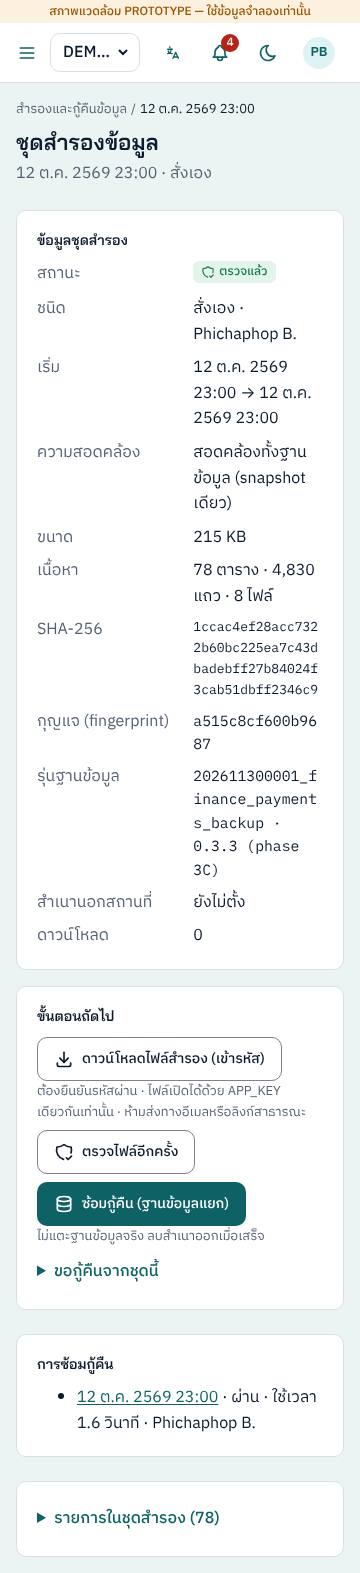 สภาพแวดล้อม PROTOTYPE — ใช้ข้อมูลจำลองเท่านั้น
DEM...
4
PB
สำรองและกู้คืนข้อมูล / 12 ต.ค. 2569 23:00
ชุดสำรองข้อมูล
12 ต.ค. 2569 23:00 · สั่งเอง
ข้อมูลชุดสำรอง
สถานะ ตรวจแล้ว
ชนิด สั่งเอง ·
Phichaphop B.
เริ่ม 12 ต.ค. 2569
23:00 → 12 ต.ค.
2569 23:00
ความสอดคล้อง สอดคล้องทั้งฐาน
ข้อมูล (snapshot
เดียว)
ขนาด 215 KB
เนื้อหา 78 ตาราง · 4,830
แถว · 8 ไฟล์
SHA-256 1ccac4ef28acc732
2b60bc225ea7c43d
badebff27b84024f
3cab51dbff2346c9
กุญแจ (fingerprint) a515c8cf600b96
87
รุ่นฐานข้อมูล 202611300001_f
inance_payment
s_backup ·
0.3.3 (phase
3C)
สำเนานอกสถานที่ ยังไม่ตั้ง
ดาวน์โหลด 0
ขั้นตอนถัดไป
ดาวน์โหลดไฟล์สำรอง (เข้ารหัส)
ต้องยืนยันรหัสผ่าน · ไฟล์เปิดได้ด้วย APP_KEY
เดียวกันเท่านั้น · ห้ามส่งทางอีเมลหรือลิงก์สาธารณะ
ตรวจไฟล์อีกครั้ง
ซ้อมกู้คืน (ฐานข้อมูลแยก)
ไม่แตะฐานข้อมูลจริง ลบสำเนาออกเมื่อเสร็จ
ขอกู้คืนจากชุดนี้
การซ้อมกู้คืน
12 ต.ค. 2569 23:00 · ผ่าน · ใช้เวลา
1.6 วินาที · Phichaphop B.
รายการในชุดสำรอง (78)